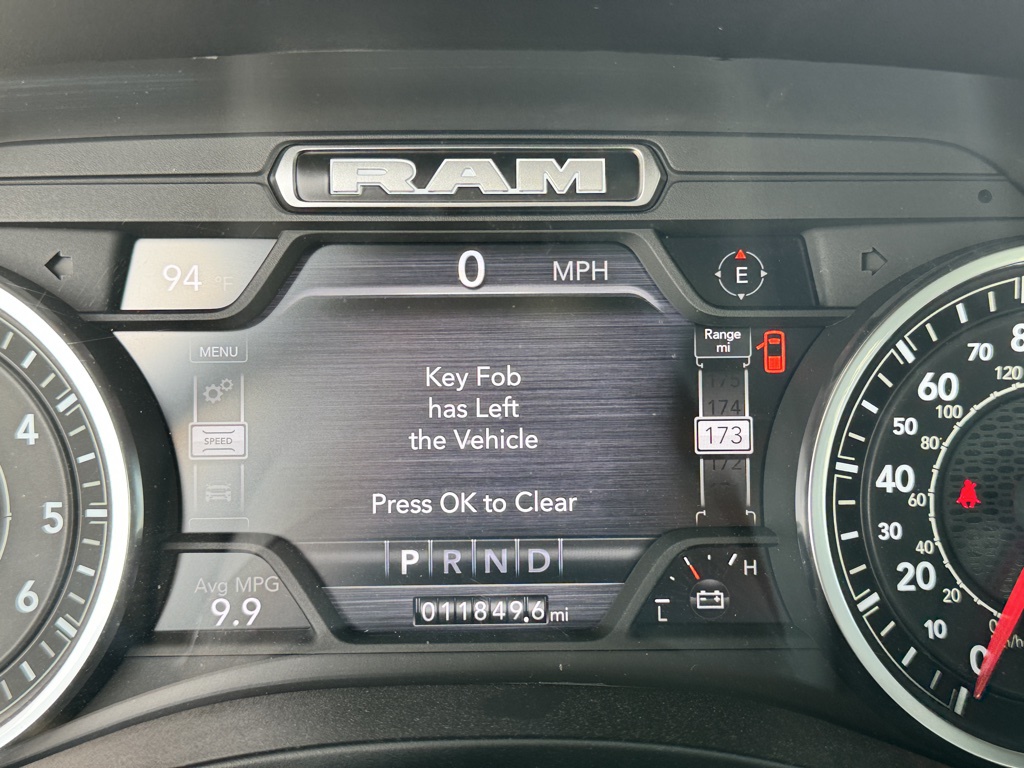 RAM
94 °F
0 MPH
E
MENU
SPEED
Key Fob
has Left
the Vehicle
Press OK to Clear
Range
mi
175
174
173
172
P R N D
Avg MPG
9.9
011849.6 mi
L
H
4
5
6
8
70
60
50
40
30
20
10
0
120
100
80
60
40
20
0